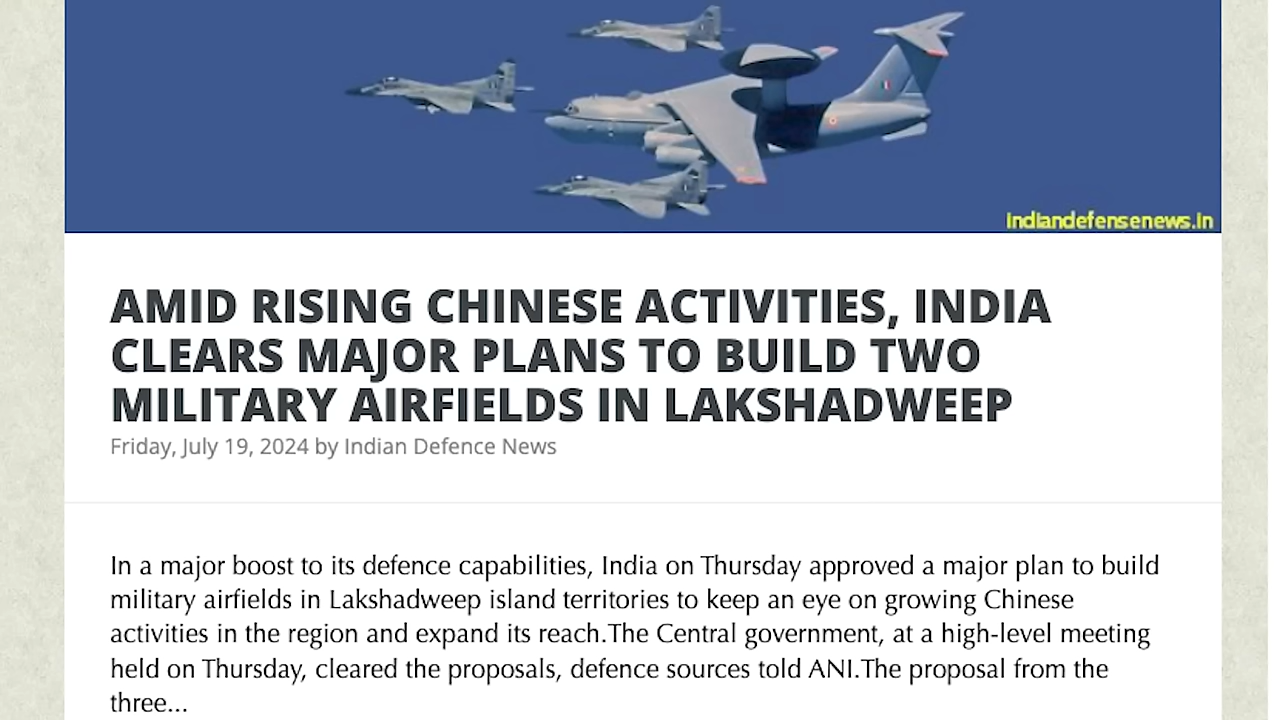 indiandefensenews.in
AMID RISING CHINESE ACTIVITIES, INDIA
CLEARS MAJOR PLANS TO BUILD TWO
MILITARY AIRFIELDS IN LAKSHADWEEP
Friday, July 19, 2024 by Indian Defence News
In a major boost to its defence capabilities, India on Thursday approved a major plan to build
military airfields in Lakshadweep island territories to keep an eye on growing Chinese
activities in the region and expand its reach.The Central government, at a high-level meeting
held on Thursday, cleared the proposals, defence sources told ANI.The proposal from the
three...